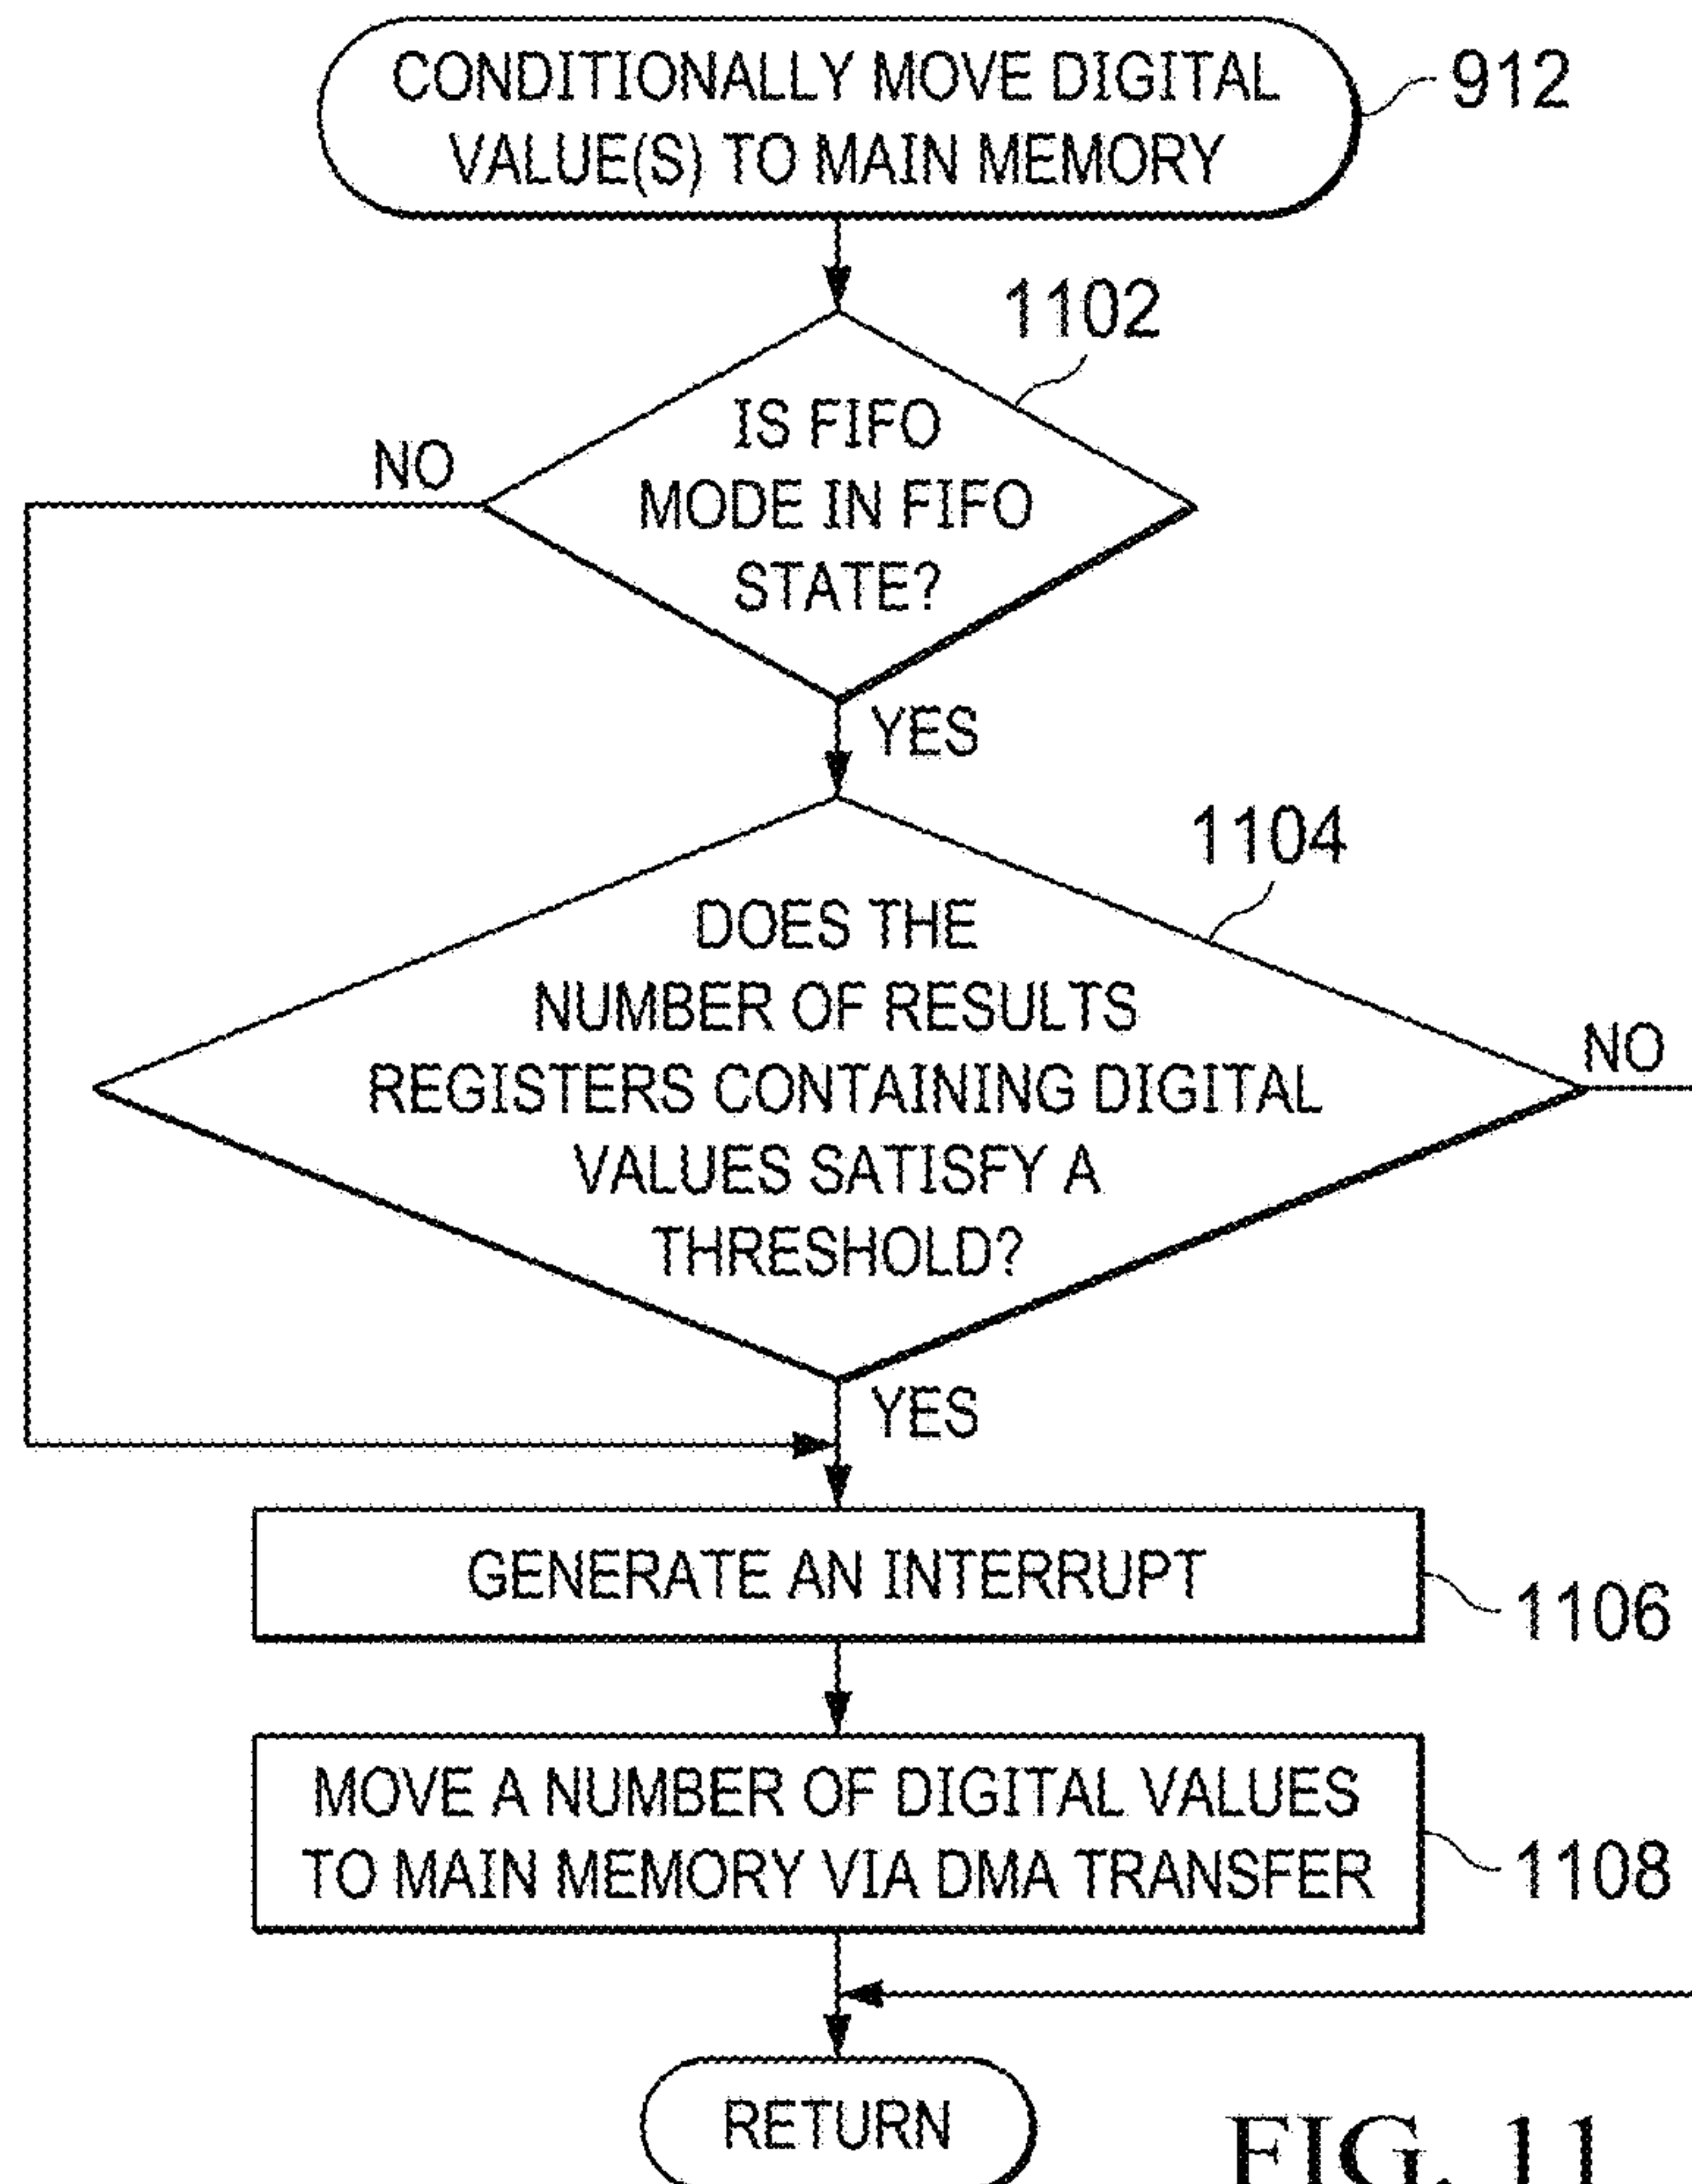 CONDITIONALLY MOVE DIGITAL
VALUE(S) TO MAIN MEMORY
912
1102
IS FIFO
MODE IN FIFO
STATE?
NO
YES
1104
DOES THE
NUMBER OF RESULTS
REGISTERS CONTAINING DIGITAL
VALUES SATISFY A
THRESHOLD?
NO
YES
GENERATE AN INTERRUPT
1106
MOVE A NUMBER OF DIGITAL VALUES
TO MAIN MEMORY VIA DMA TRANSFER
1108
RETURN
FIG. 11